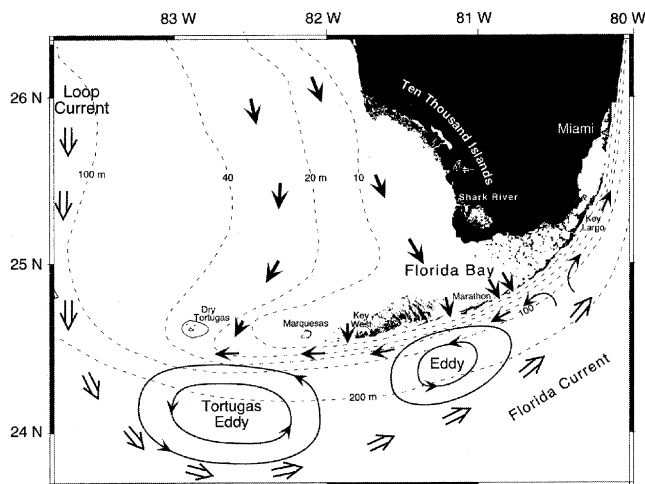 83 W 82 W 81 W 80 W
26 N
25 N
24 N
Loop
Current
100 m
40
20 m
10
Ten Thousand Islands
Miami
Shark River
Key
Largo
Florida Bay
Marathon
100
Dry
Tortugas
Marquesas
Key
West
Eddy
200 m
Tortugas
Eddy
Florida Current